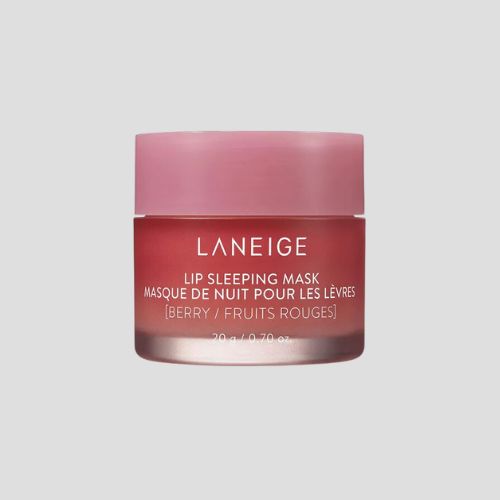 LANEIGE
LIP SLEEPING MASK
MASQUE DE NUIT POUR LES LÈVRES
[BERRY / FRUITS ROUGES]
20 g / 0.70 oz.